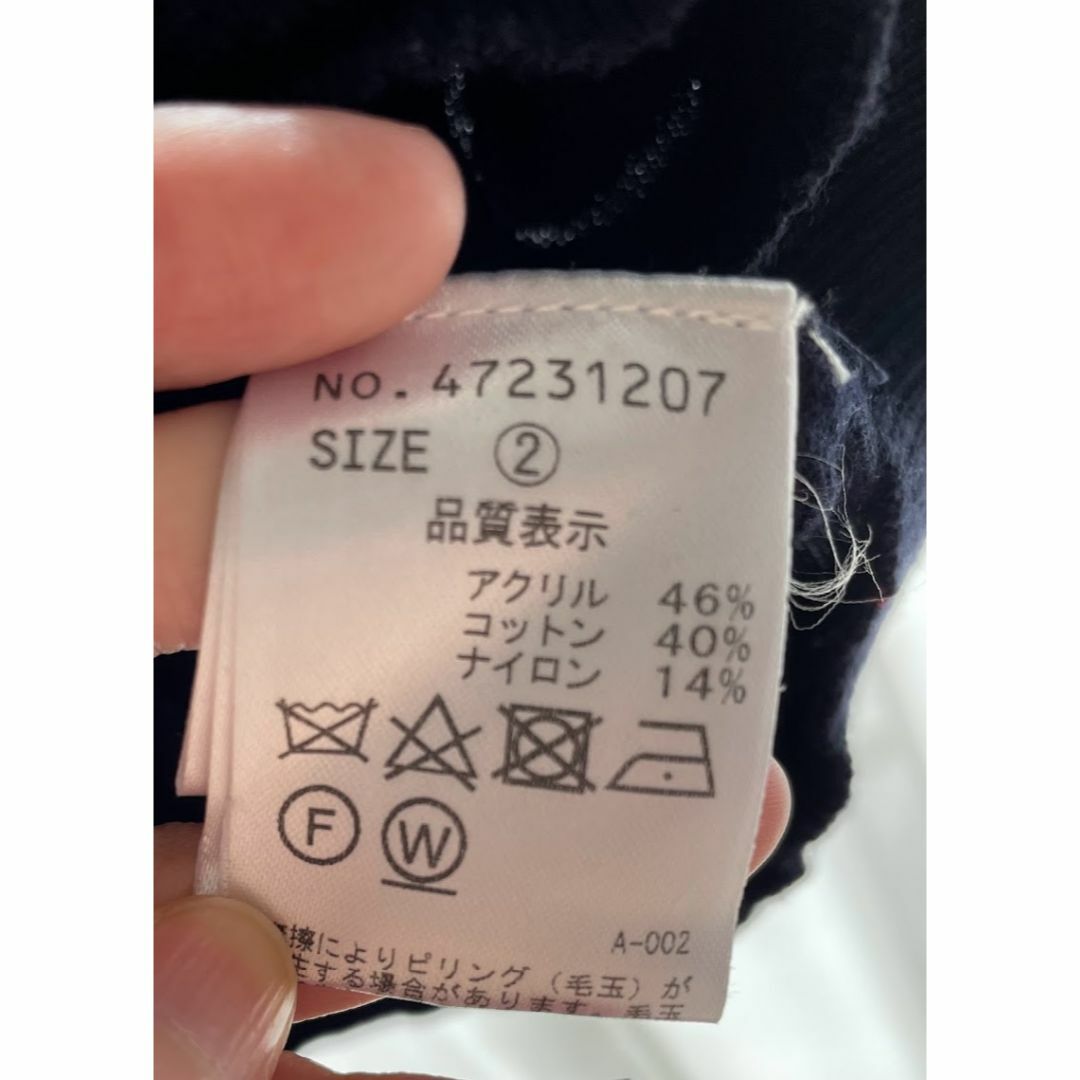 NO. 47231207
SIZE ②
品質表示
アクリル 46%
コットン 40%
ナイロン 14%
F W
A-002
擦によりピリング（毛玉）が
生する場合があります。毛玉